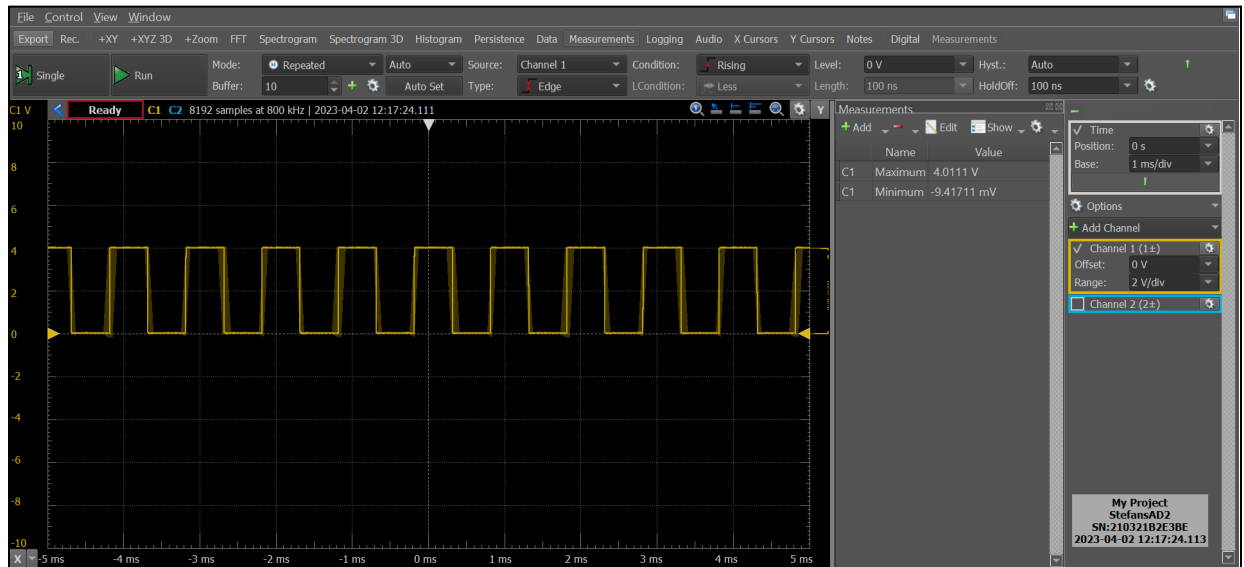 File Control View Window
Export Rec. +XY +XYZ 3D +Zoom FFT Spectrogram Spectrogram 3D Histogram Persistence Data Measurements Logging Audio X Cursors Y Cursors Notes Digital Measurements
Single Run Mode: Repeated Auto Source: Channel 1 Condition: Rising Level: 0 V Hyst.: Auto
Buffer: 10 Auto Set Type: Edge LCondition: Less Length: 100 ns HoldOff: 100 ns
C1 V Ready C1 C2 8192 samples at 800 kHz | 2023-04-02 12:17:24.111 Y
10
8
6
4
2
0
-2
-4
-6
-8
-10
X -5 ms -4 ms -3 ms -2 ms -1 ms 0 ms 1 ms 2 ms 3 ms 4 ms 5 ms
Measurements
Add Edit Show
Name Value
C1 Maximum 4.0111 V
C1 Minimum -9.41711 mV
Time
Position: 0 s
Base: 1 ms/div
Options
Add Channel
Channel 1 (1±)
Offset: 0 V
Range: 2 V/div
Channel 2 (2±)
My Project
StefansAD2
SN:210321B2E3BE
2023-04-02 12:17:24.113